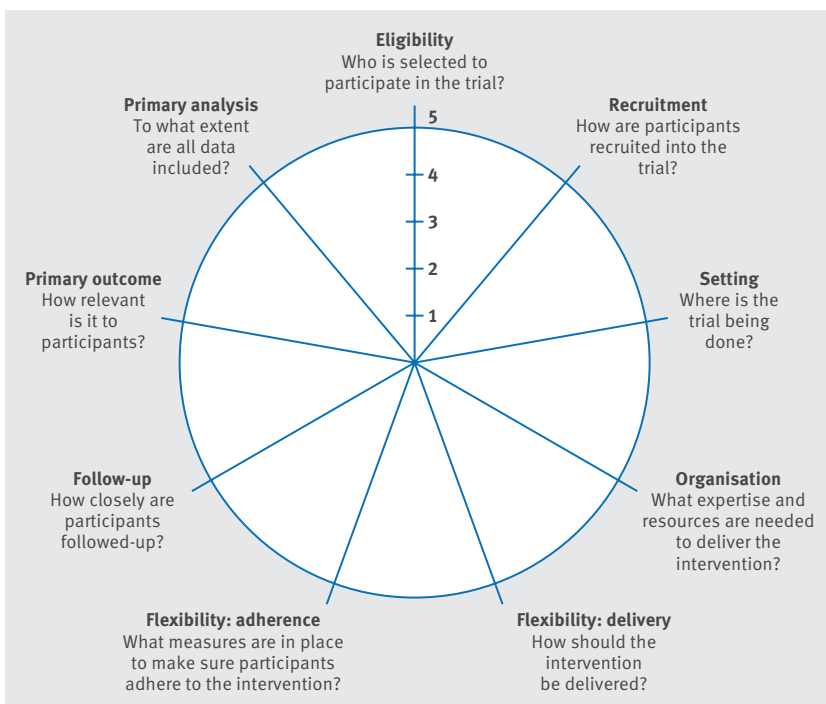 Eligibility
Who is selected to
participate in the trial?
Recruitment
How are participants
recruited into the
trial?
Setting
Where is the
trial being
done?
Organisation
What expertise and
resources are needed
to deliver the
intervention?
Flexibility: delivery
How should the
intervention
be delivered?
Flexibility: adherence
What measures are in place
to make sure participants
adhere to the intervention?
Follow-up
How closely are
participants
followed-up?
Primary outcome
How relevant
is it to
participants?
Primary analysis
To what extent
are all data
included?
5
4
3
2
1